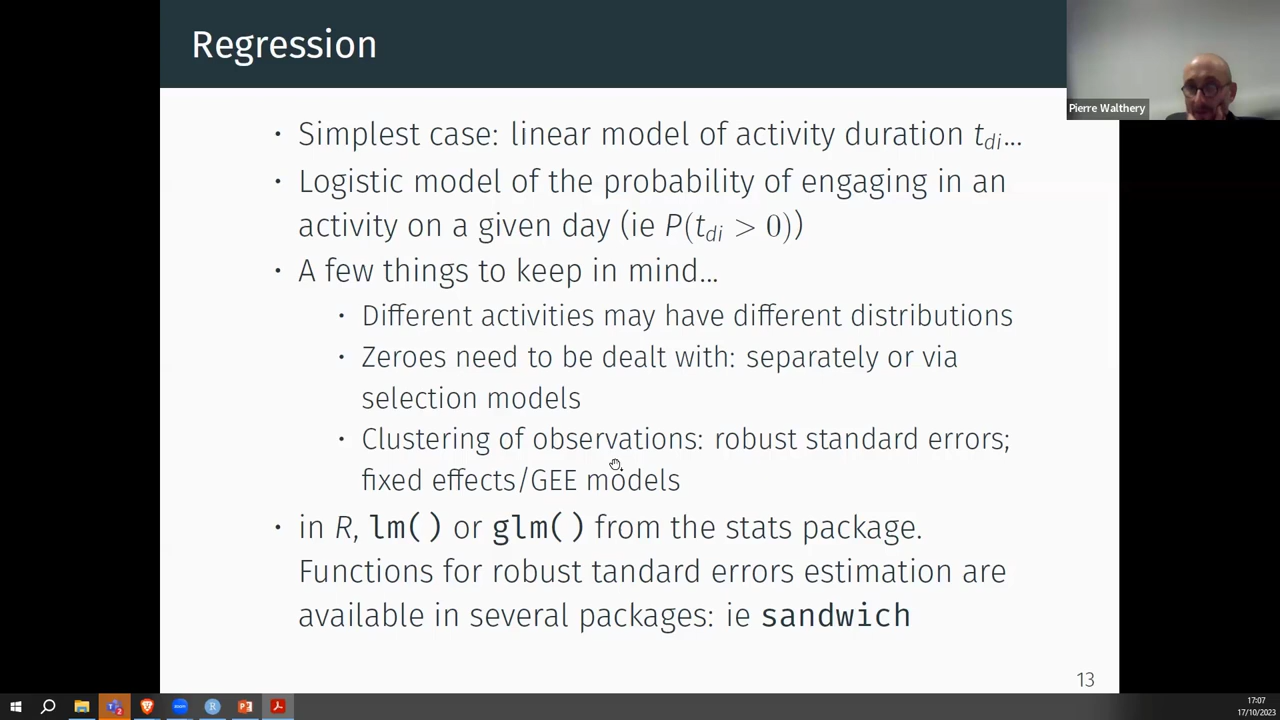 Regression
Pierre Walthery
• Simplest case: linear model of activity duration t_di...
• Logistic model of the probability of engaging in an
activity on a given day (ie P(t_di > 0))
• A few things to keep in mind...
• Different activities may have different distributions
• Zeroes need to be dealt with: separately or via
selection models
• Clustering of observations: robust standard errors;
fixed effects/GEE models
• in R, lm() or glm() from the stats package.
Functions for robust tandard errors estimation are
available in several packages: ie sandwich
13
17:07
17/10/2023